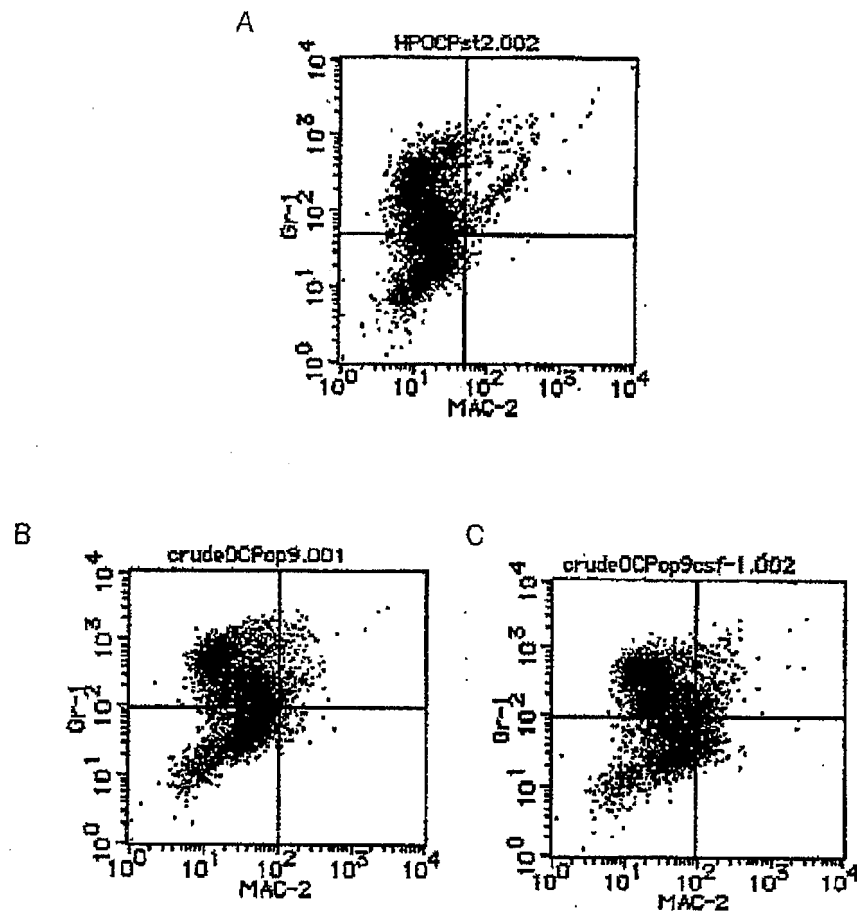 A
HPOCPst2.002
10^4
10^3
10^2
10^1
10^0
Gr-1
10^0 10^1 10^2 10^3 10^4
MAC-2
B
crudeOCPop9.001
10^4
10^3
10^2
10^1
10^0
Gr-1
10^0 10^1 10^2 10^3 10^4
MAC-2
C
crudeOCPop9csf-1.002
10^4
10^3
10^2
10^1
10^0
Gr-1
10^0 10^1 10^2 10^3 10^4
MAC-2